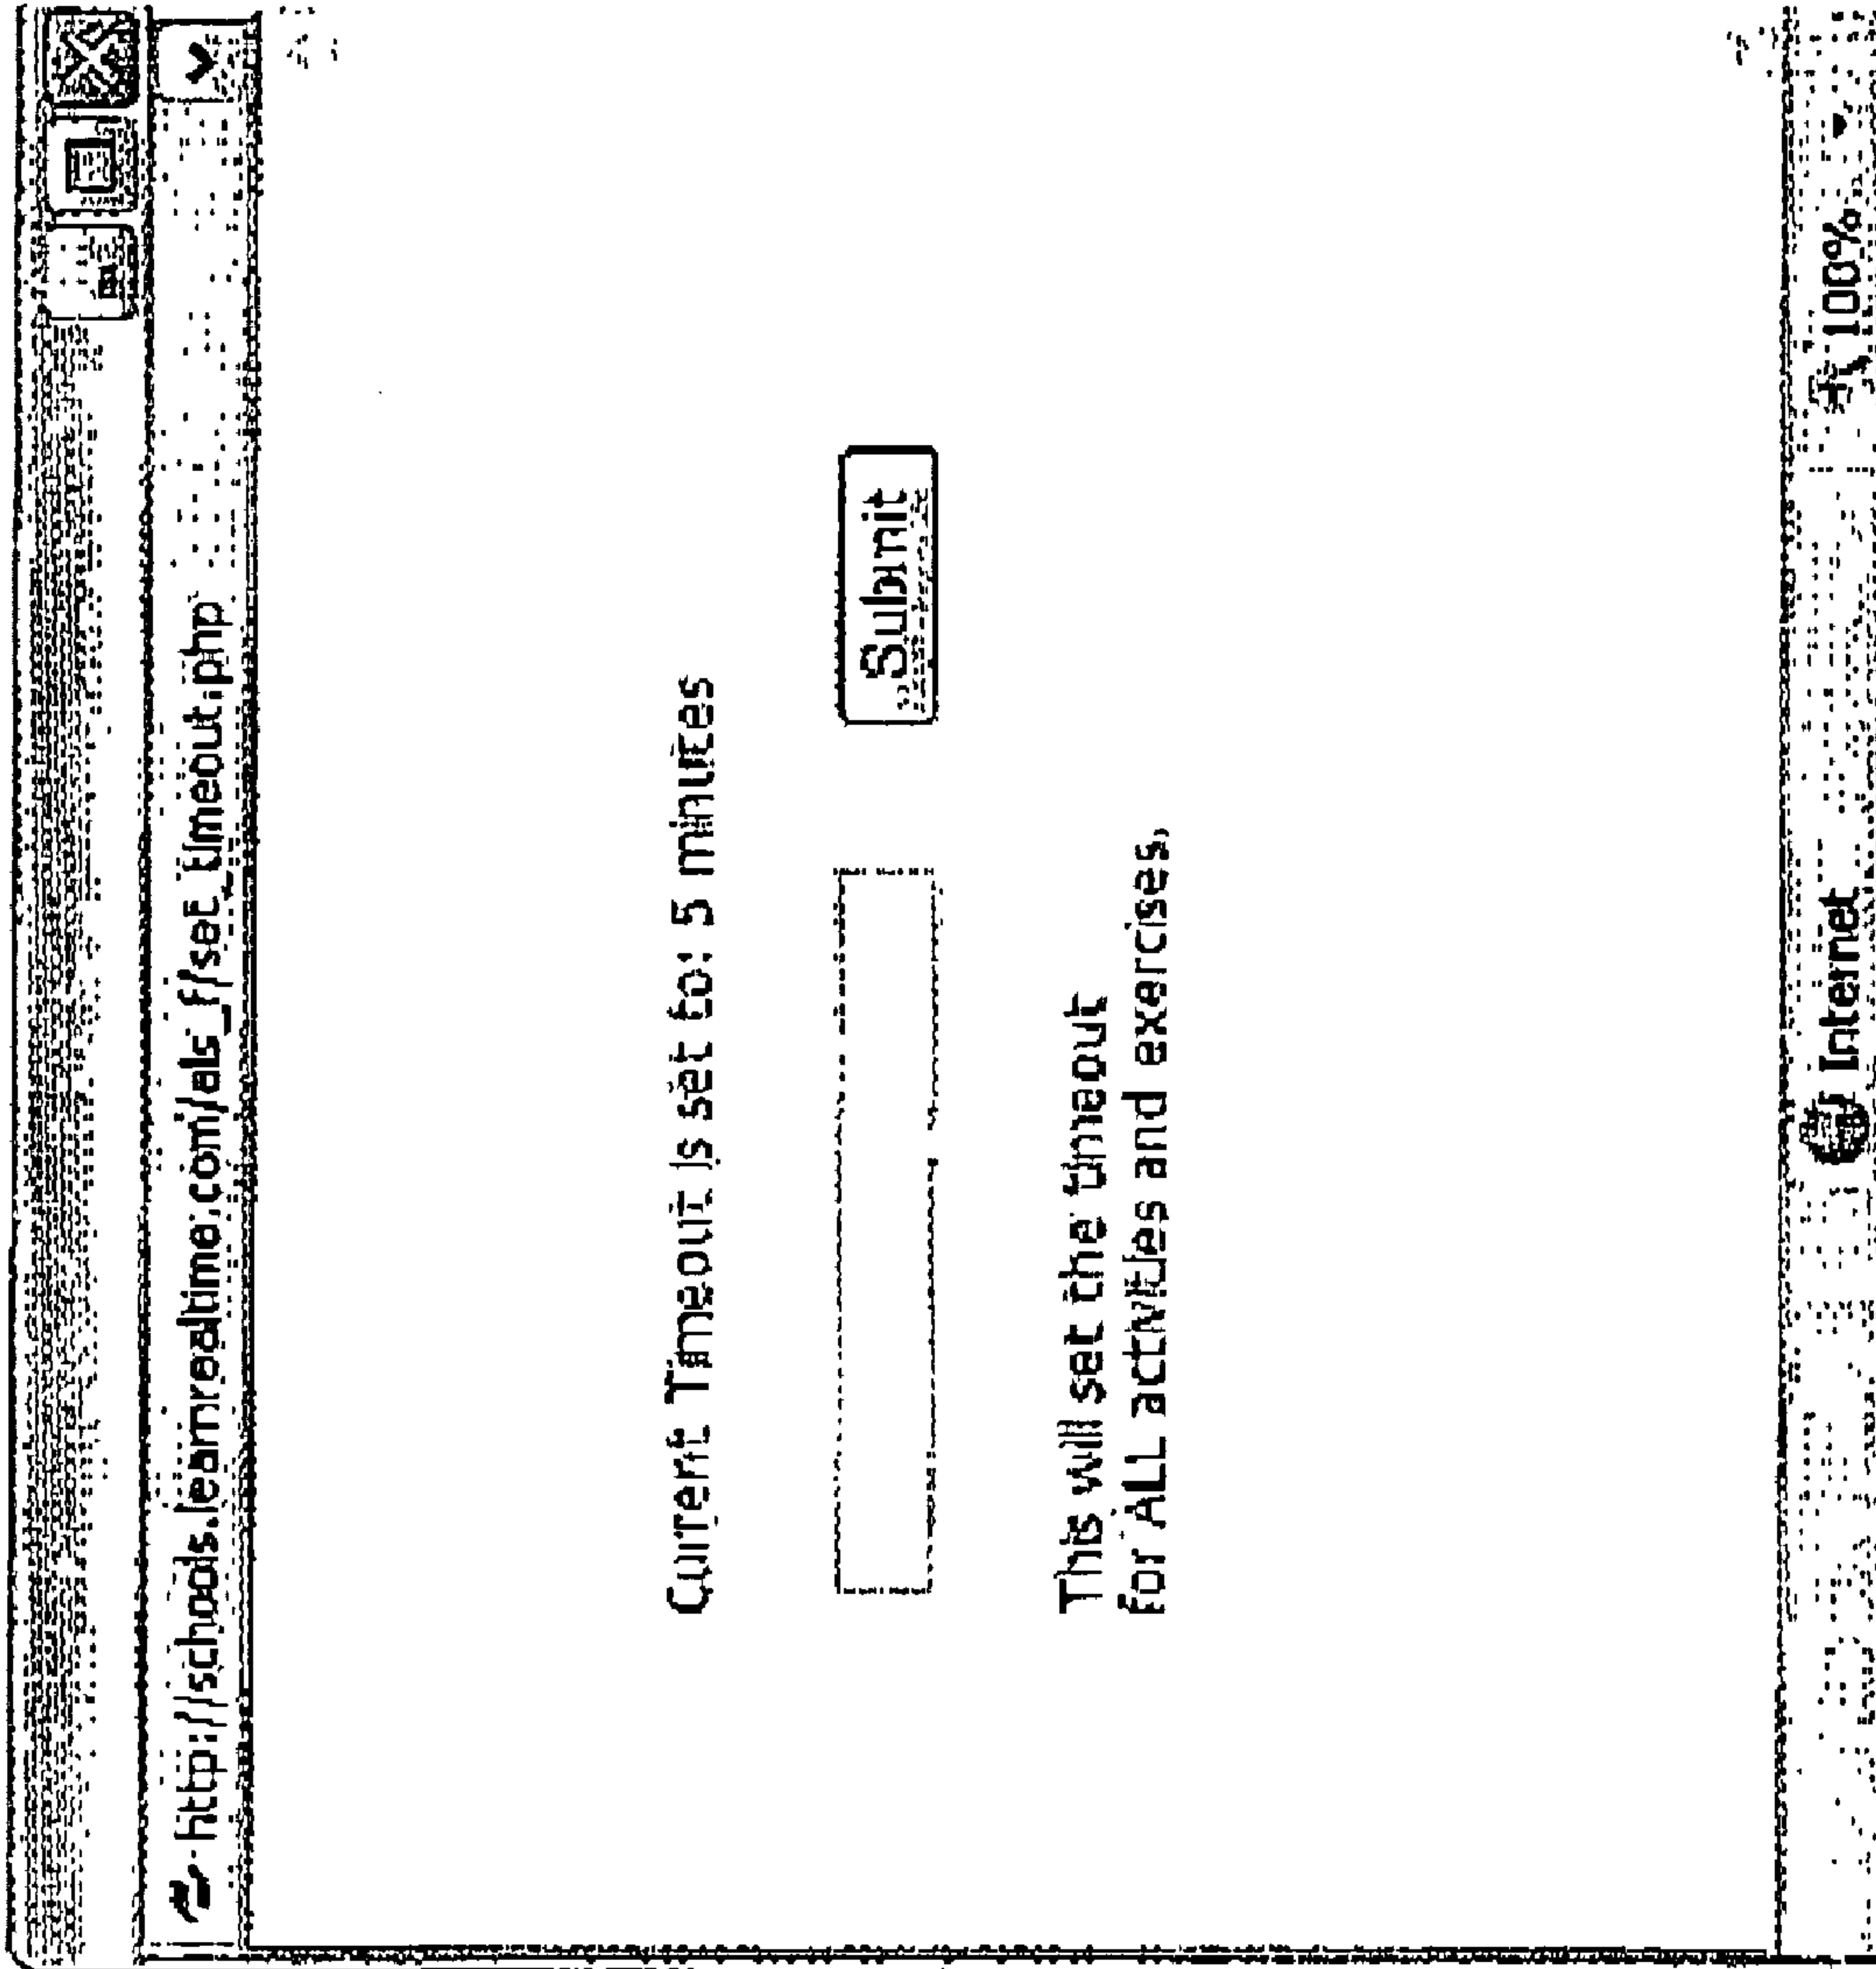 http://schools.learnrealtime.com/als_f/set_timeout.php
Current Timeout is set to: 5 minutes
Submit
This will set the timeout
for ALL activities and exercises.
Internet
100%